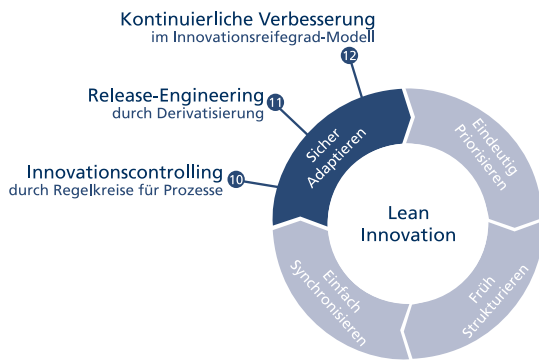 Kontinuierliche Verbesserung
im Innovationsreifegrad-Modell
12
Release-Engineering
11
durch Derivatisierung
Innovationscontrolling
10
durch Regelkreise für Prozesse
Sicher
Adaptieren
Eindeutig
Priorisieren
Lean
Innovation
Einfach
Synchronisieren
Früh
Strukturieren